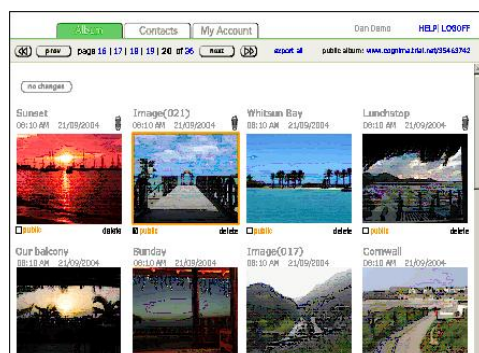 Album Contacts My Account Dan Demo HELP| LOGOFF
prev page 16 | 17 | 18 | 19 | 20 of 36 next export all public album: www.cognimatrial.net/35463742
no changes
Sunset Image(021) Whitsun Bay Lunchstop
08:10 AM 21/09/2004 08:10 AM 21/09/2004 08:10 AM 21/09/2004 08:10 AM 21/09/2004
public delete public delete public delete public delete
Our balcony Sunday Image(017) Cornwall
08:10 AM 21/09/2004 08:10 AM 21/09/2004 08:10 AM 21/09/2004 08:10 AM 21/09/2004